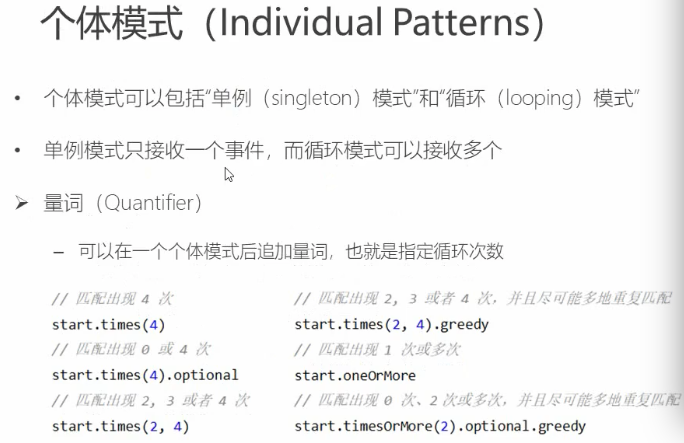 个体模式（Individual Patterns）
• 个体模式可以包括“单例（singleton）模式”和“循环（looping）模式”
• 单例模式只接收一个事件，而循环模式可以接收多个
➢ 量词（Quantifier）
– 可以在一个个体模式后追加量词，也就是指定循环次数
// 匹配出现 4 次
start.times(4)
// 匹配出现 0 或 4 次
start.times(4).optional
// 匹配出现 2, 3 或者 4 次
start.times(2, 4)
// 匹配出现 2, 3 或者 4 次，并且尽可能多地重复匹配
start.times(2, 4).greedy
// 匹配出现 1 次或多次
start.oneOrMore
// 匹配出现 0 次、2 次或多次，并且尽可能多地重复匹配
start.timesOrMore(2).optional.greedy